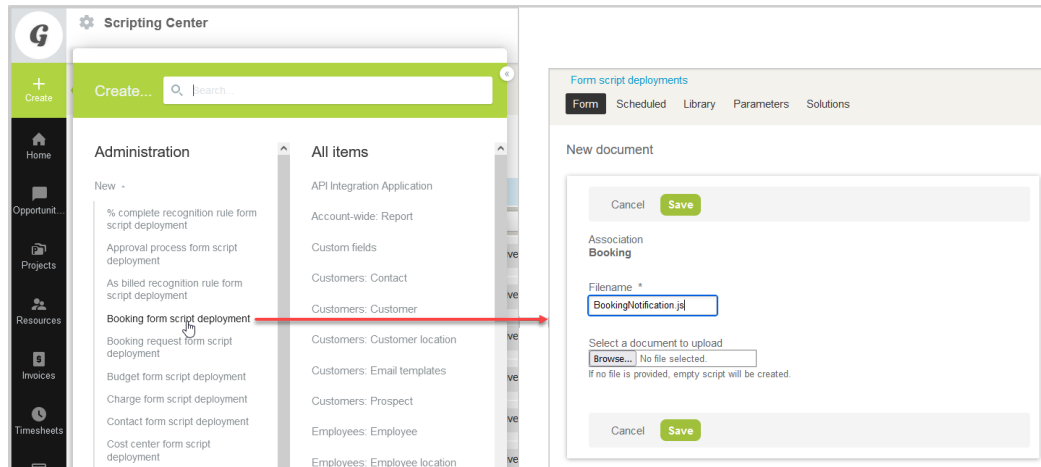 G
Scripting Center
+
Create
Create...
Search...
«
Home
Opportunit...
Projects
Resources
Invoices
Timesheets
Administration
New -
% complete recognition rule form
script deployment
Approval process form script
deployment
As billed recognition rule form
script deployment
Booking form script deployment
Booking request form script
deployment
Budget form script deployment
Charge form script deployment
Contact form script deployment
Cost center form script
deployment
All items
API Integration Application
Account-wide: Report
Custom fields
Customers: Contact
Customers: Customer
Customers: Customer location
Customers: Email templates
Customers: Prospect
Employees: Employee
Employees: Employee location
ve
ve
ve
ve
ve
ve
Form script deployments
Form Scheduled Library Parameters Solutions
New document
Cancel Save
Association
Booking
Filename *
BookingNotification.js
Select a document to upload
Browse... No file selected.
If no file is provided, empty script will be created.
Cancel Save